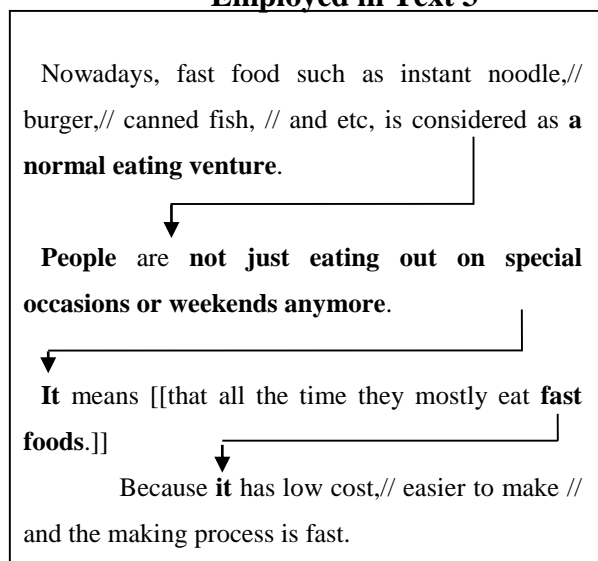 Employed in Text 3
Nowadays, fast food such as instant noodle,//
burger,// canned fish, // and etc, is considered as a
normal eating venture.
People are not just eating out on special
occasions or weekends anymore.
It means [[that all the time they mostly eat fast
foods.]]
Because it has low cost,// easier to make //
and the making process is fast.